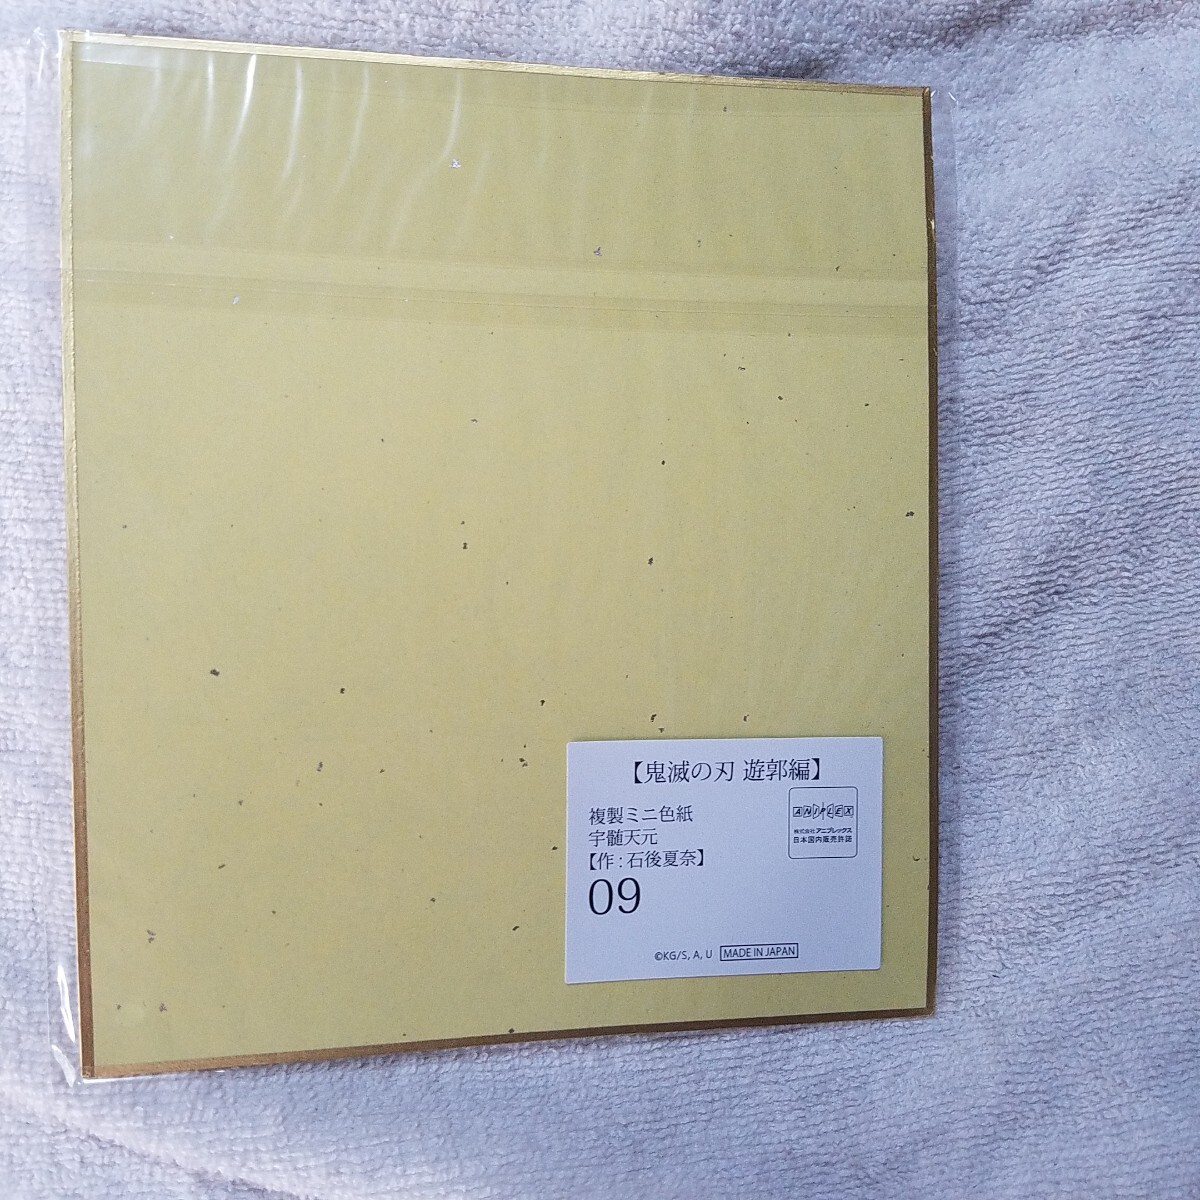 【鬼滅の刃 遊郭編】
複製ミニ色紙
宇髄天元
【作 : 石後夏奈】
09
ANIPLEX
株式会社 アニプレックス
日本国内販売許諾
©KG/S, A, U MADE IN JAPAN